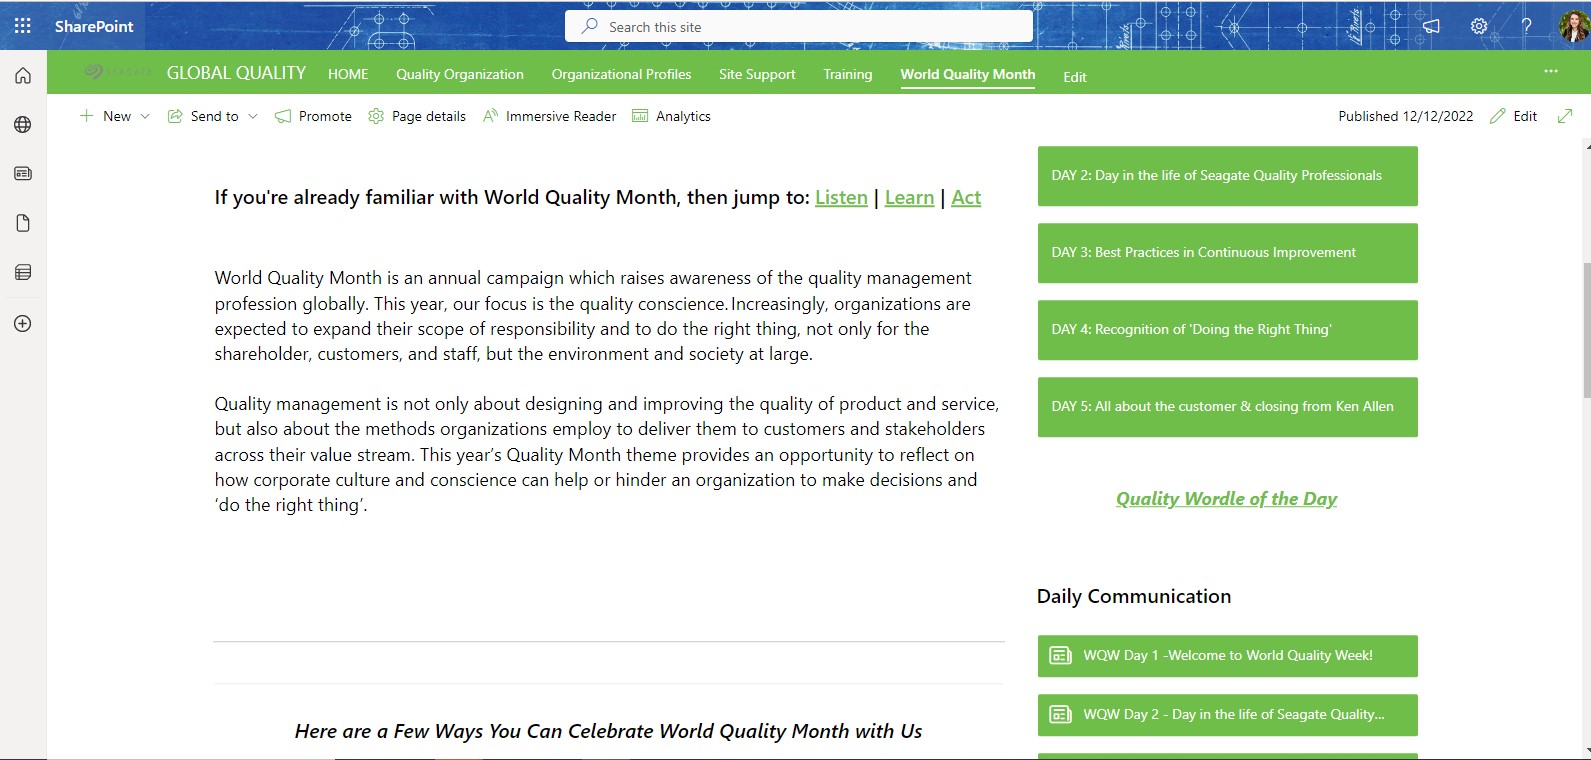 SharePoint
Search this site
?
SEAGATE
GLOBAL QUALITY
HOME
Quality Organization
Organizational Profiles
Site Support
Training
World Quality Month
Edit
...
New
Send to
Promote
Page details
Immersive Reader
Analytics
Published 12/12/2022
Edit
If you're already familiar with World Quality Month, then jump to: Listen | Learn | Act
World Quality Month is an annual campaign which raises awareness of the quality management
profession globally. This year, our focus is the quality conscience. Increasingly, organizations are
expected to expand their scope of responsibility and to do the right thing, not only for the
shareholder, customers, and staff, but the environment and society at large.
Quality management is not only about designing and improving the quality of product and service,
but also about the methods organizations employ to deliver them to customers and stakeholders
across their value stream. This year’s Quality Month theme provides an opportunity to reflect on
how corporate culture and conscience can help or hinder an organization to make decisions and
‘do the right thing’.
Here are a Few Ways You Can Celebrate World Quality Month with Us
DAY 2: Day in the life of Seagate Quality Professionals
DAY 3: Best Practices in Continuous Improvement
DAY 4: Recognition of 'Doing the Right Thing'
DAY 5: All about the customer & closing from Ken Allen
Quality Wordle of the Day
Daily Communication
WQW Day 1 -Welcome to World Quality Week!
WQW Day 2 - Day in the life of Seagate Quality...